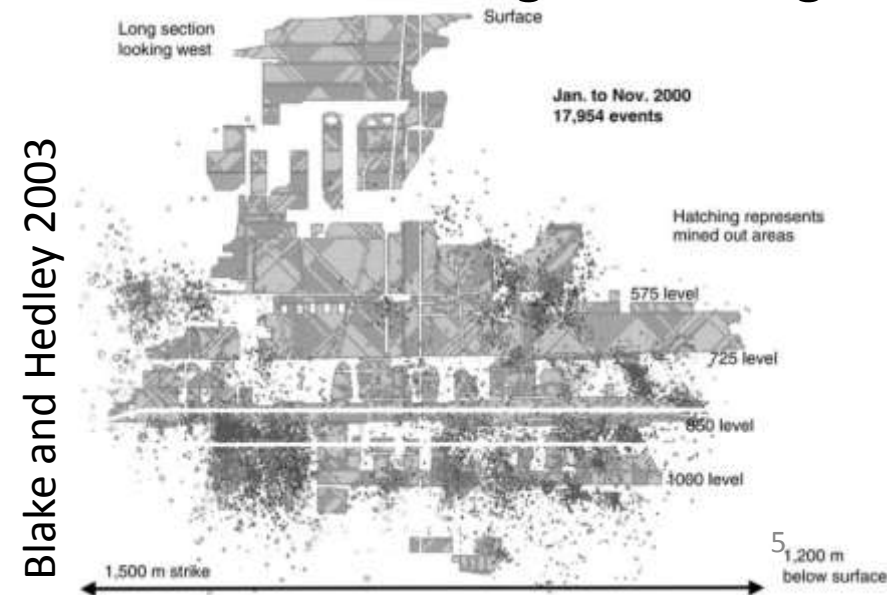 Long section
looking west
Surface
Jan. to Nov. 2000
17,954 events
Blake and Hedley 2003
Hatching represents
mined out areas
575 level
725 level
850 level
1000 level
5
1,500 m strike
1,200 m
below surface